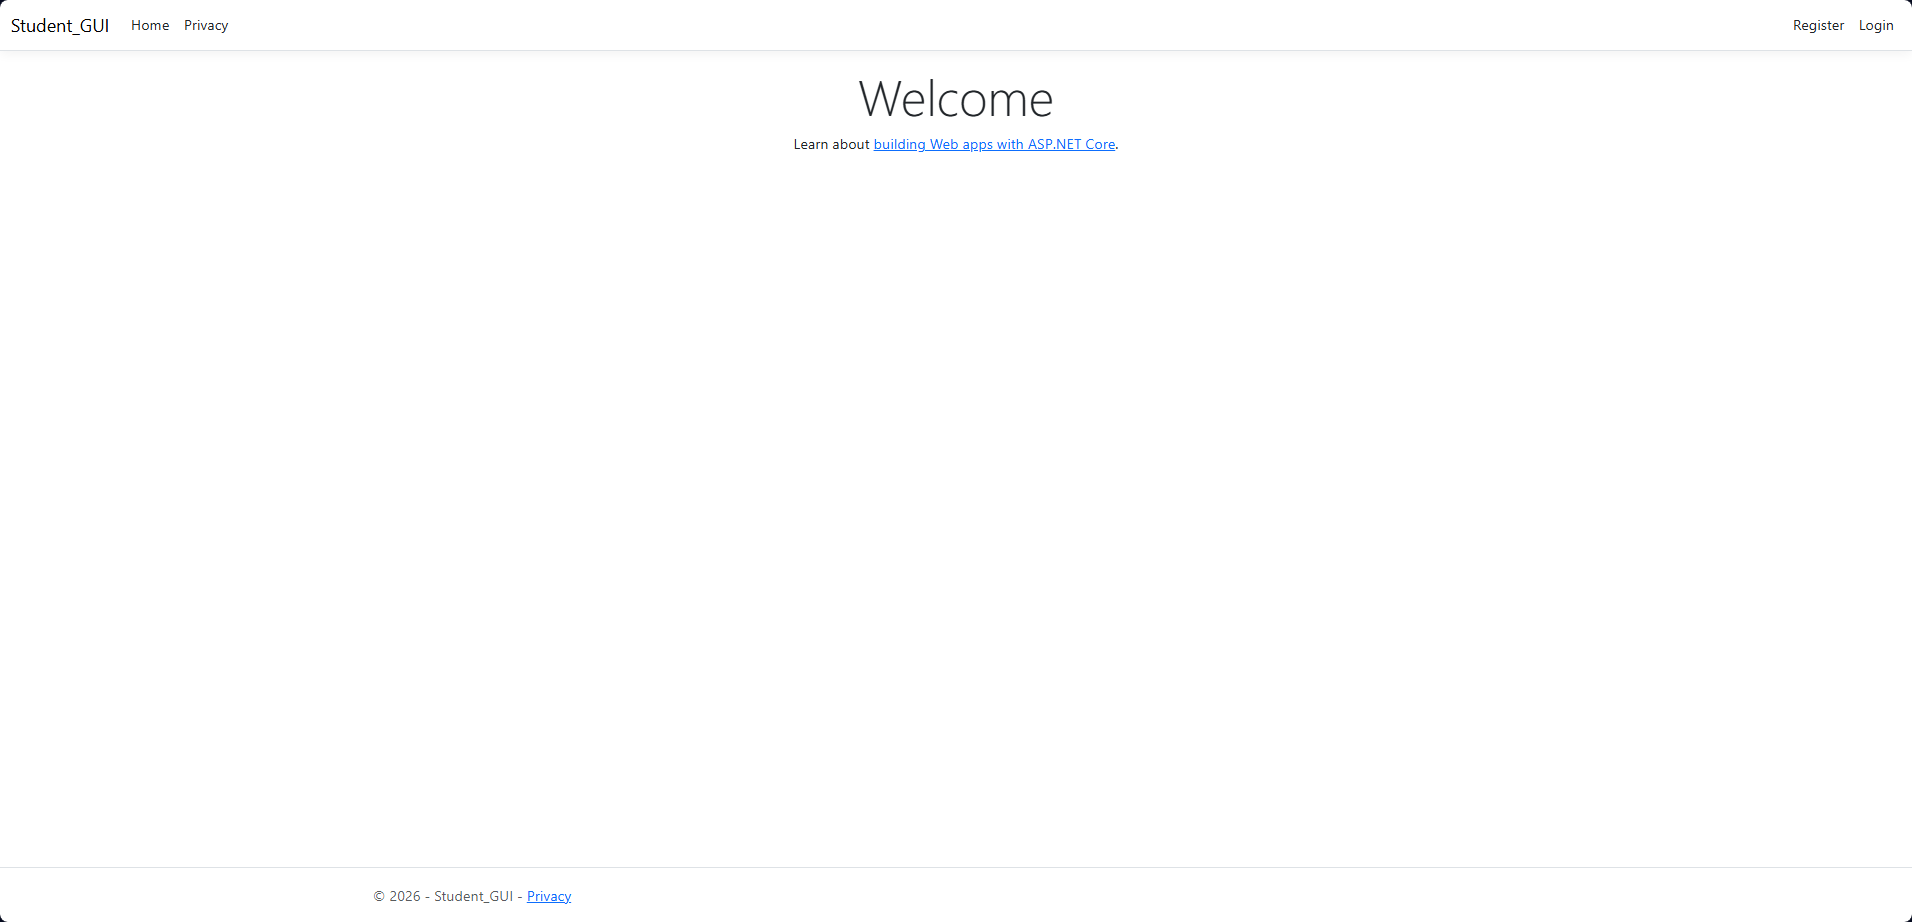 Student_GUI Home Privacy Register Login
Welcome
Learn about building Web apps with ASP.NET Core.
© 2026 - Student_GUI - Privacy